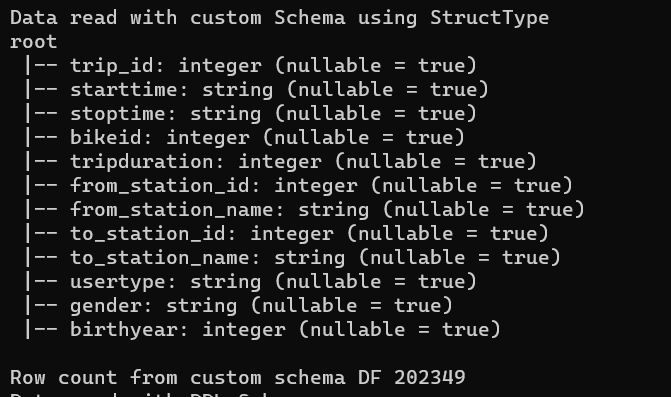 Data read with custom Schema using StructType
root
 |-- trip_id: integer (nullable = true)
 |-- starttime: string (nullable = true)
 |-- stoptime: string (nullable = true)
 |-- bikeid: integer (nullable = true)
 |-- tripduration: integer (nullable = true)
 |-- from_station_id: integer (nullable = true)
 |-- from_station_name: string (nullable = true)
 |-- to_station_id: integer (nullable = true)
 |-- to_station_name: string (nullable = true)
 |-- usertype: string (nullable = true)
 |-- gender: string (nullable = true)
 |-- birthyear: integer (nullable = true)
Row count from custom schema DF 202349